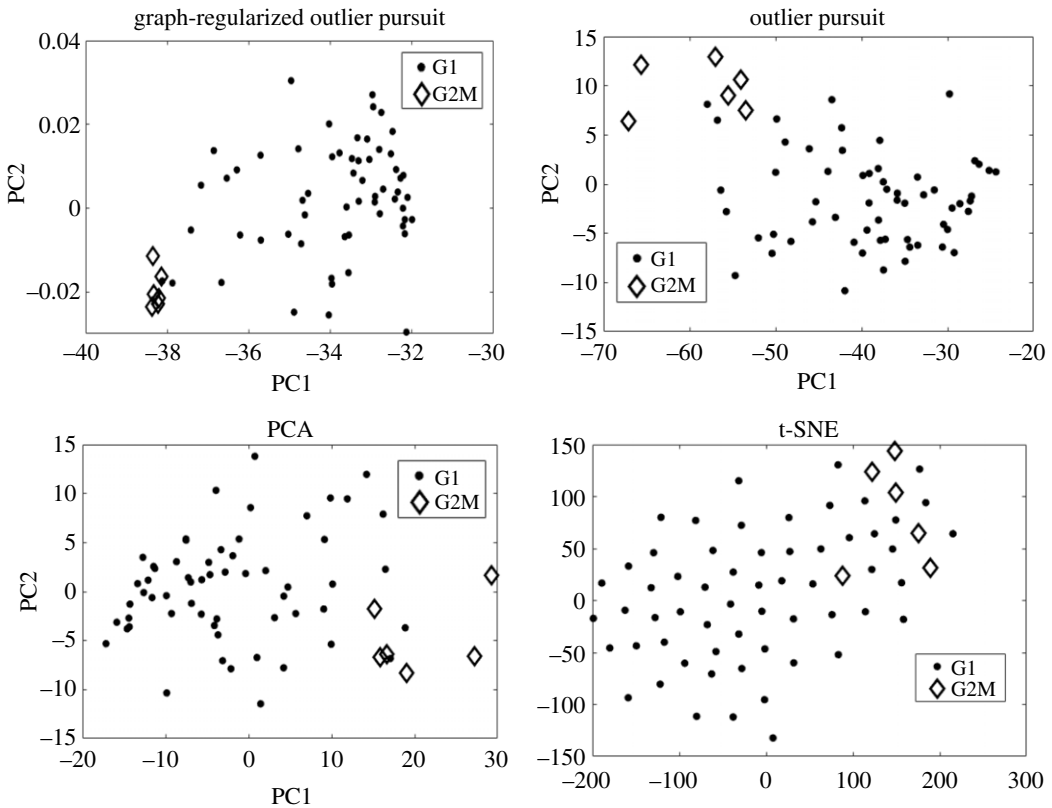 graph-regularized outlier pursuit
0.04
0.02
0
−0.02
PC2
G1
G2M
−40 −38 −36 −34 −32 −30
PC1
outlier pursuit
15
10
5
0
−5
−10
−15
PC2
G1
G2M
−70 −60 −50 −40 −30 −20
PC1
PCA
15
10
5
0
−5
−10
−15
PC2
G1
G2M
−20 −10 0 10 20 30
PC1
t-SNE
150
100
50
0
−50
−100
−150
G1
G2M
−200 −100 0 100 200 300